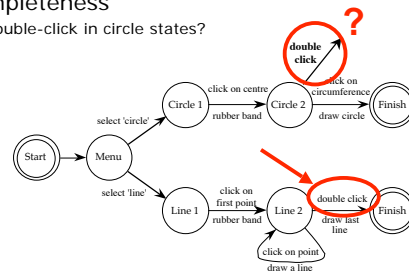 double-click in circle states?
?
double
click
click on centre
rubber band
click on
circumference
draw circle
Circle 1
Circle 2
Finish
select 'circle'
Start
Menu
select 'line'
click on
first point
rubber band
Line 1
Line 2
double click
draw last
line
Finish
click on point
draw a line